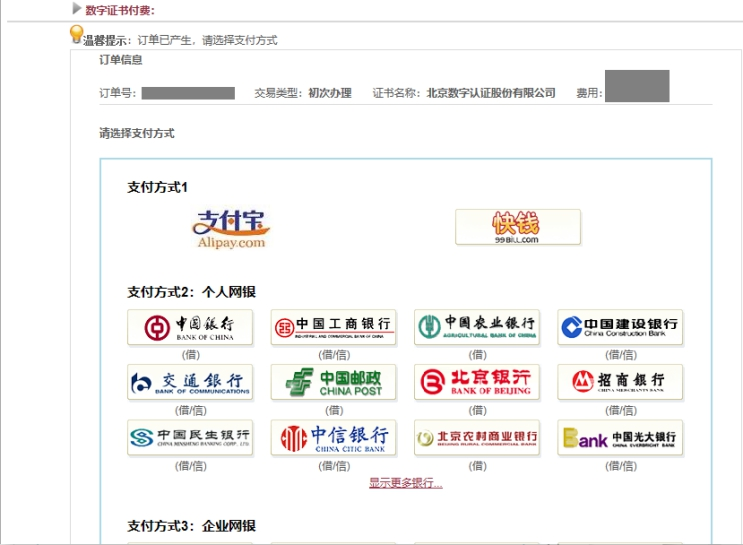 数字证书付费：
温馨提示：订单已产生，请选择支付方式
订单信息
订单号： 交易类型：初次办理 证书名称：北京数字认证股份有限公司 费用：
请选择支付方式
支付方式1
支付宝 快钱
Alipay.com 99BILL.COM
支付方式2：个人网银
中国银行 中国工商银行 中国农业银行 中国建设银行
BANK OF CHINA INDUSTRIAL AND COMMERCIAL BANK OF CHINA AGRICULTURAL BANK OF CHINA China Construction Bank
(借) (借/信) (借) (借/信)
交通银行 中国邮政 北京银行 招商银行
BANK OF COMMUNICATIONS CHINA POST BANK OF BEIJING CHINA MERCHANTS BANK
(借/信) (借) (借) (借/信)
中国民生银行 中信银行 北京农村商业银行 Bank 中国光大银行
CHINA MINSHENG BANKING CORP., LTD CHINA CITIC BANK BEIJING RURAL COMMERCIAL BANK CHINA EVERBRIGHT BANK
(借/信) (借/信) (借) (借/信)
显示更多银行...
支付方式3：企业网银